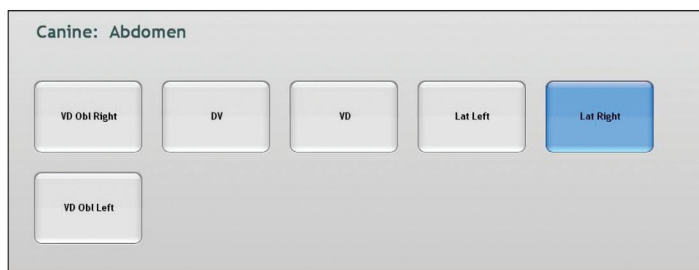 Canine: Abdomen
VD Obl Right
DV
VD
Lat Left
Lat Right
VD Obl Left